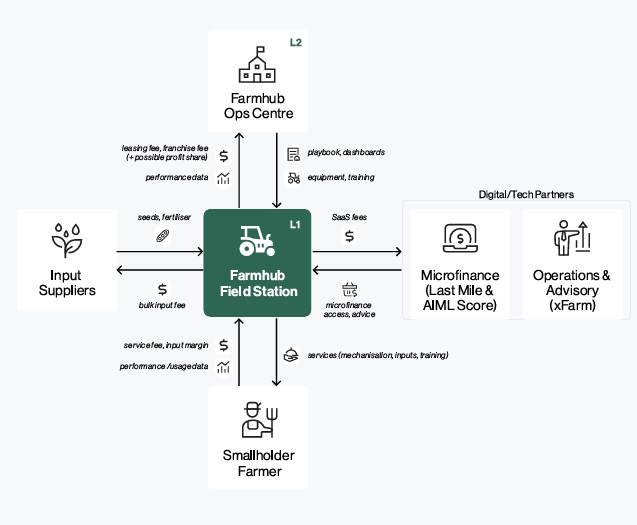 L2
Farmhub
Ops Centre
leasing fee, franchise fee
(+ possible profit share)
performance data
playbook, dashboards
equipment, training
Digital/Tech Partners
seeds, fertiliser
Input
Suppliers
bulk input fee
L1
Farmhub
Field Station
SaaS fees
microfinance
access, advice
Microfinance
(Last Mile &
AIML Score)
Operations &
Advisory
(xFarm)
service fee, input margin
performance /usage data
services (mechanisation, inputs, training)
Smallholder
Farmer